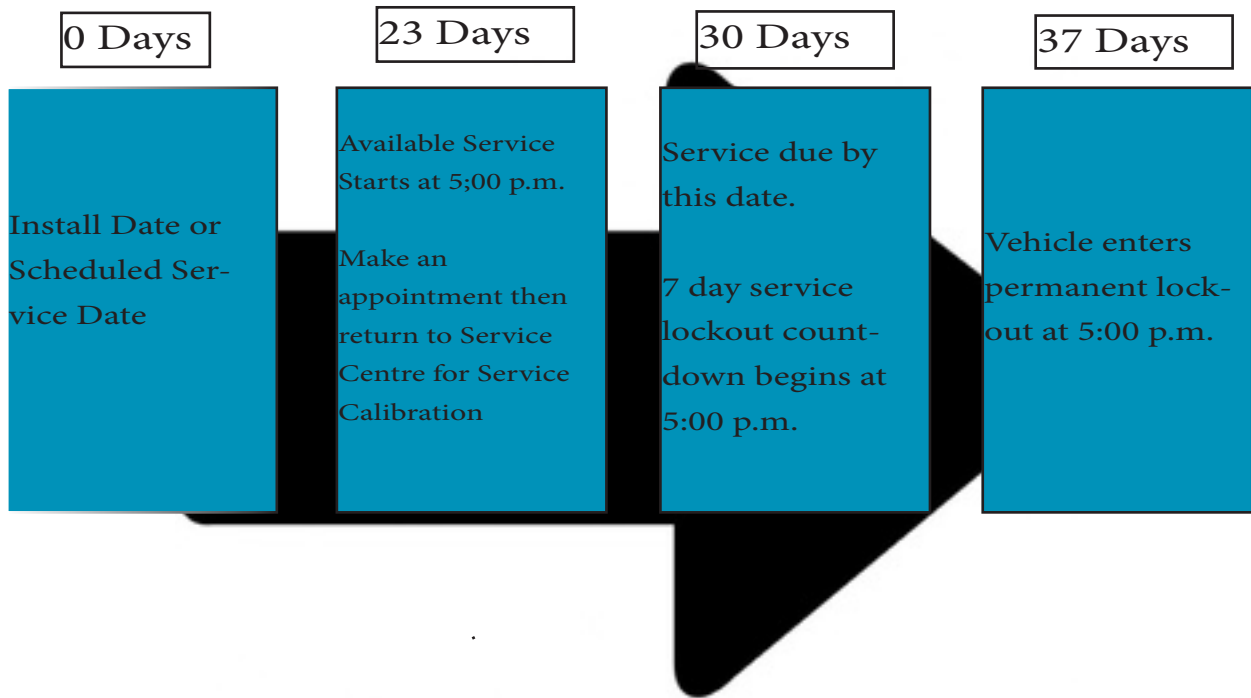 0 Days
Install Date or
Scheduled Ser-
vice Date
23 Days
Available Service
Starts at 5;00 p.m.
Make an
appointment then
return to Service
Centre for Service
Calibration
30 Days
Service due by
this date.
7 day service
lockout count-
down begins at
5:00 p.m.
37 Days
Vehicle enters
permanent lock-
out at 5:00 p.m.
.